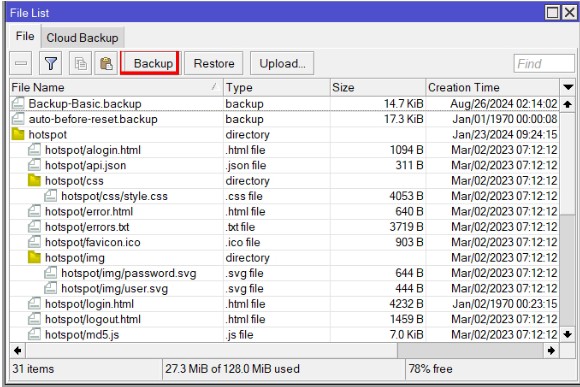 File List
File Cloud Backup
Backup Restore Upload... Find
File Name / Type Size Creation Time
Backup-Basic.backup backup 14.7 KiB Aug/26/2024 02:14:02
auto-before-reset.backup backup 17.3 KiB Jan/01/1970 00:00:08
hotspot directory Jan/23/2024 09:24:15
hotspot/alogin.html .html file 1094 B Mar/02/2023 07:12:12
hotspot/api.json .json file 311 B Mar/02/2023 07:12:12
hotspot/css directory Mar/02/2023 07:12:12
hotspot/css/style.css .css file 4053 B Mar/02/2023 07:12:12
hotspot/error.html .html file 640 B Mar/02/2023 07:12:12
hotspot/errors.txt .txt file 3719 B Mar/02/2023 07:12:12
hotspot/favicon.ico .ico file 903 B Mar/02/2023 07:12:12
hotspot/img directory Mar/02/2023 07:12:12
hotspot/img/password.svg .svg file 644 B Mar/02/2023 07:12:12
hotspot/img/user.svg .svg file 444 B Mar/02/2023 07:12:12
hotspot/login.html .html file 4232 B Jan/01/1970 00:23:15
hotspot/logout.html .html file 1459 B Mar/02/2023 07:12:12
hotspot/md5.js .js file 7.0 KiB Mar/02/2023 07:12:12
31 items 27.3 MiB of 128.0 MiB used 78% free